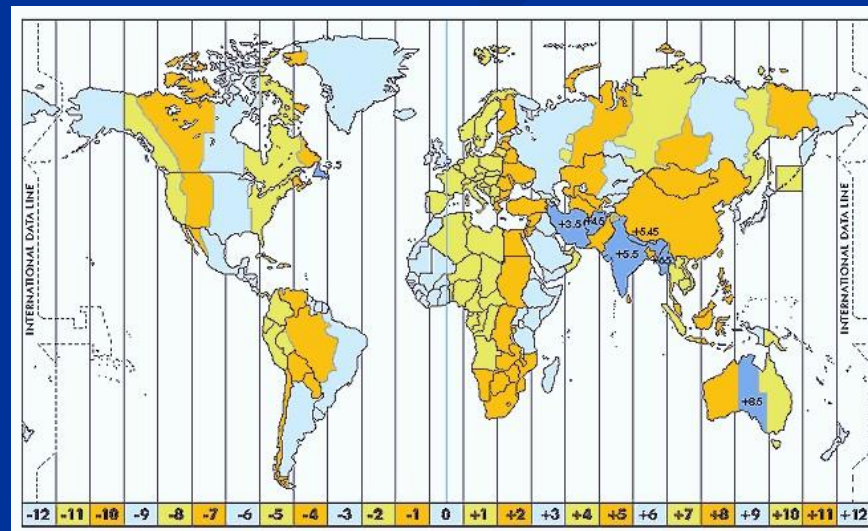 -3.5
+3.5
+4.5
+5.45
+5.5
+6.5
INTERNATIONAL DATA LINE
INTERNATIONAL DATA LINE
+8.5
-12 -11 -10 -9 -8 -7 -6 -5 -4 -3 -2 -1 0 +1 +2 +3 +4 +5 +6 +7 +8 +9 +10 +11 +12